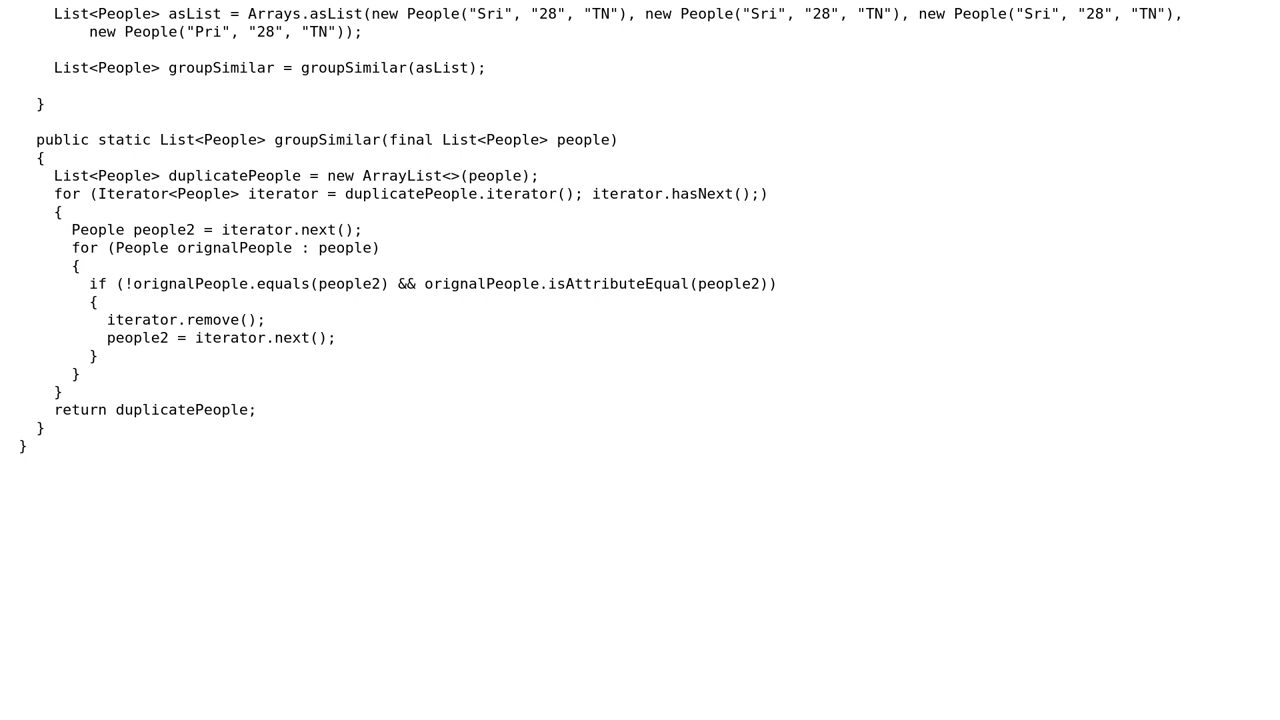 List<People> asList = Arrays.asList(new People("Sri", "28", "TN"), new People("Sri", "28", "TN"), new People("Sri", "28", "TN"),
new People("Pri", "28", "TN"));
List<People> groupSimilar = groupSimilar(asList);
}
public static List<People> groupSimilar(final List<People> people)
{
List<People> duplicatePeople = new ArrayList<>(people);
for (Iterator<People> iterator = duplicatePeople.iterator(); iterator.hasNext();)
{
People people2 = iterator.next();
for (People orignalPeople : people)
{
if (!orignalPeople.equals(people2) && orignalPeople.isAttributeEqual(people2))
{
iterator.remove();
people2 = iterator.next();
}
}
}
return duplicatePeople;
}
}